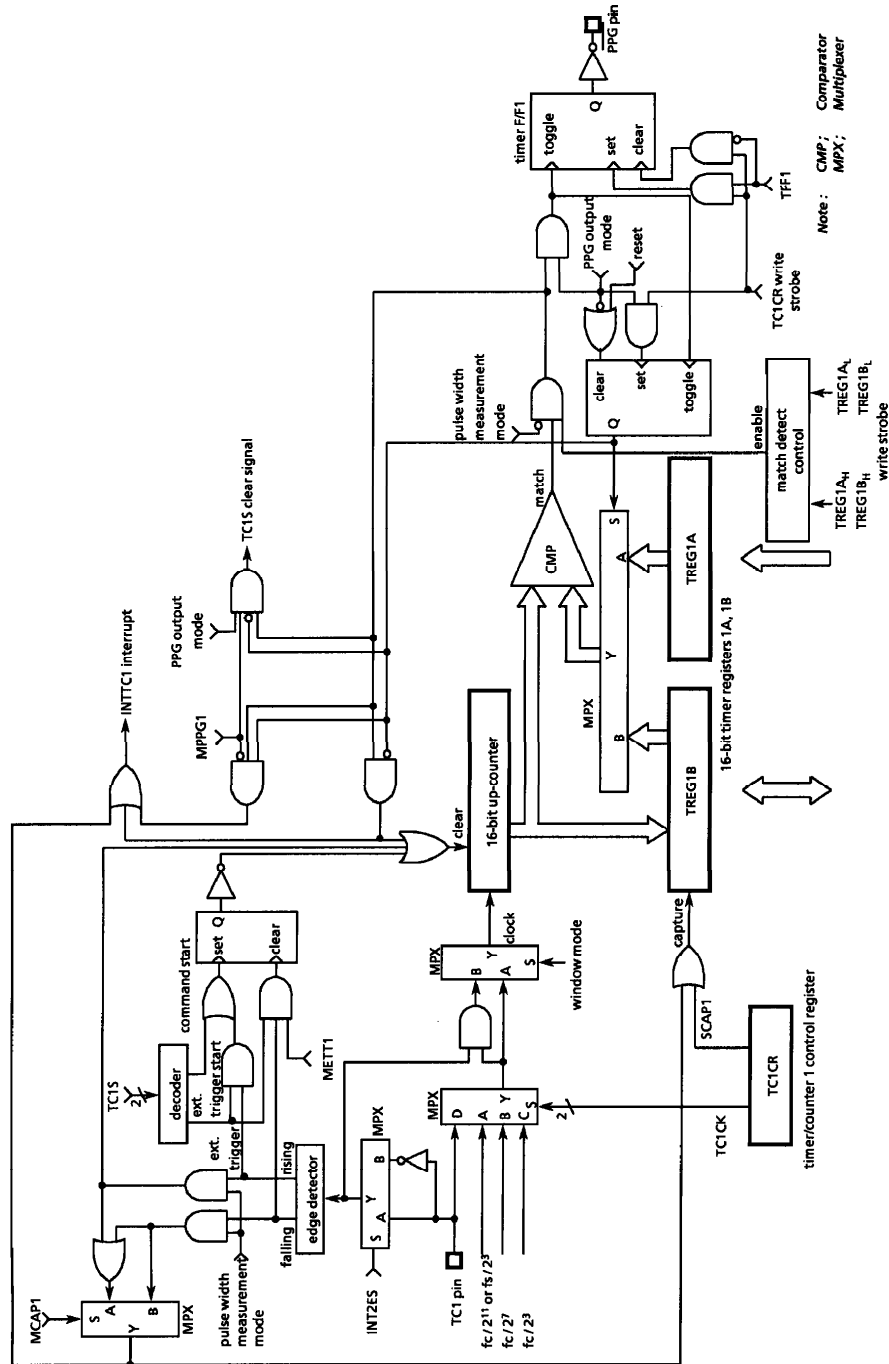 MCAP1
S
A
B
Y
MPX
pulse width
measurement
mode
falling
rising
edge detector
ext.
trigger
ext.
trigger start
TC1S
2
decoder
command start
set
Q
clear
METT1
INT2ES
S
A
Y
B
MPX
TC1 pin
fc / 2¹¹ or fs / 2³
fc / 2⁷
fc / 2³
MPX
D
A
B
Y
C
S
2
TC1CK
TC1CR
timer/counter 1 control register
SCAP1
capture
MPX
B
Y
A
S
clock
window mode
clear
16-bit up-counter
INTTC1 interrupt
MPPG1
PPG output
mode
TC1S clear signal
MPX
B
Y
A
S
CMP
match
TREG1B
TREG1A
16-bit timer registers 1A, 1B
pulse width
measurement
mode
enable
match detect
control
TREG1A_H
TREG1B_H
TREG1A_L
TREG1B_L
write strobe
Q
clear
set
toggle
PPG output
mode
reset
TC1CR write
strobe
TFF1
timer F/F1
toggle
set
clear
Q
PPG pin
Note : CMP ; Comparator
MPX ; Multiplexer